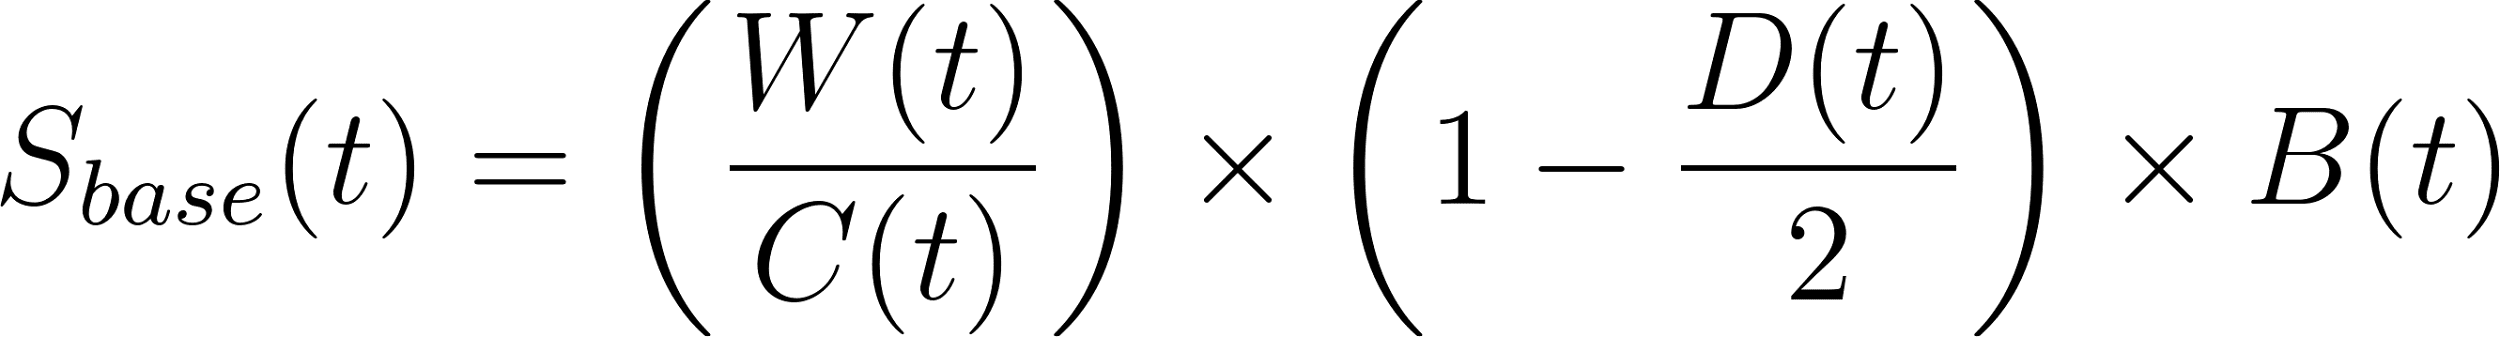 S_{base}(t) = \left( \frac{W(t)}{C(t)} \right) \times \left( 1 - \frac{D(t)}{2} \right) \times B(t)